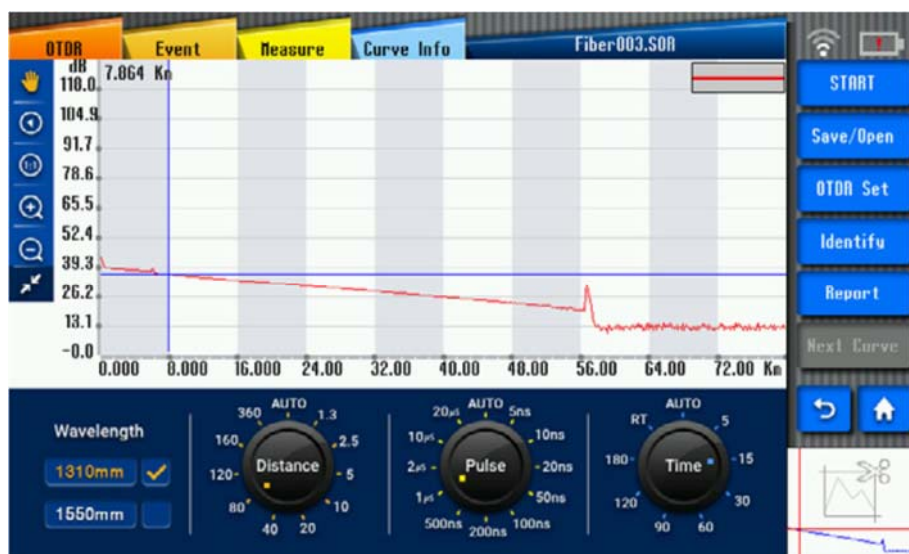 OTDR Event Measure Curve Info Fiber003.SOR
dB 7.864 Km
118.0
104.9
91.7
78.6
65.5
52.4
39.3
26.2
13.1
-0.0
0.000 8.000 16.000 24.00 32.00 40.00 48.00 56.00 64.00 72.00 Km
1:1
START
Save/Open
OTDR Set
Identify
Report
Next Curve
Wavelength
1310mm
1550mm
Distance
AUTO
1.3
2.5
5
10
20
40
80
120
160
360
Pulse
AUTO
5ns
10ns
20ns
50ns
100ns
200ns
500ns
1μs
2μs
10μs
20μs
Time
AUTO
5
15
30
60
90
120
180
RT